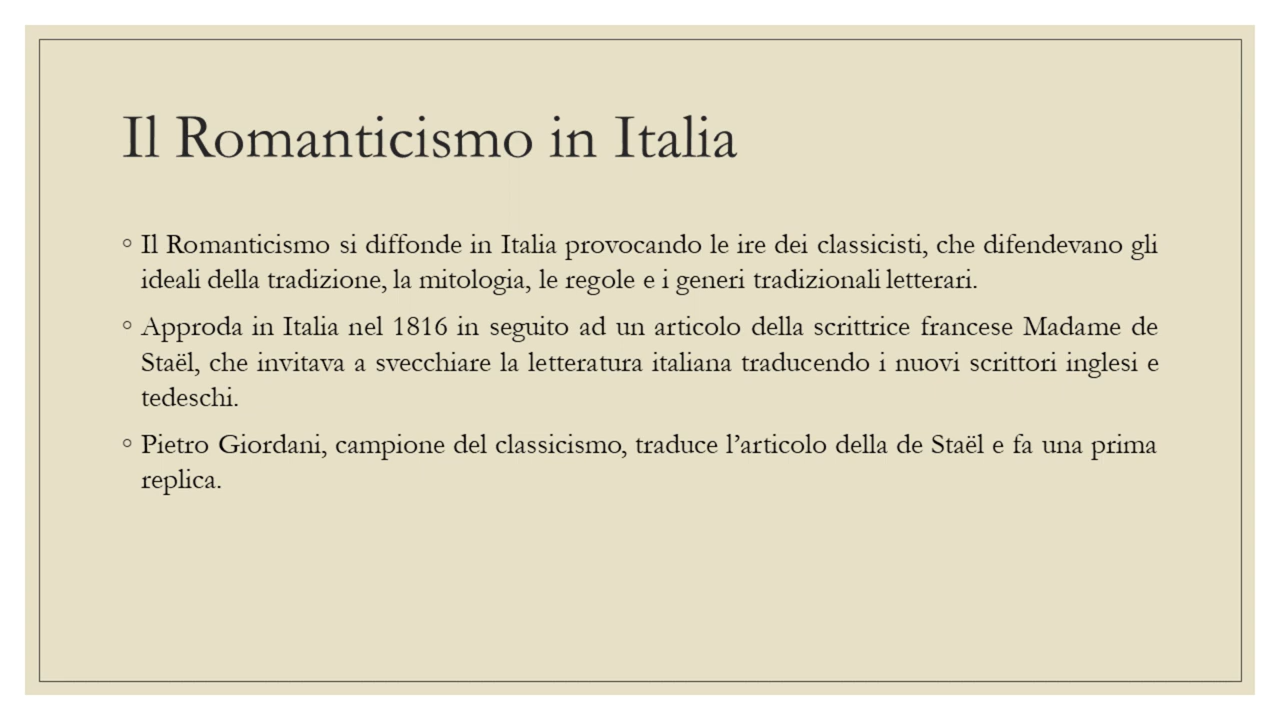 Il Romanticismo in Italia
◦ Il Romanticismo si diffonde in Italia provocando le ire dei classicisti, che difendevano gli
ideali della tradizione, la mitologia, le regole e i generi tradizionali letterari.
◦ Approda in Italia nel 1816 in seguito ad un articolo della scrittrice francese Madame de
Staël, che invitava a svecchiare la letteratura italiana traducendo i nuovi scrittori inglesi e
tedeschi.
◦ Pietro Giordani, campione del classicismo, traduce l’articolo della de Staël e fa una prima
replica.